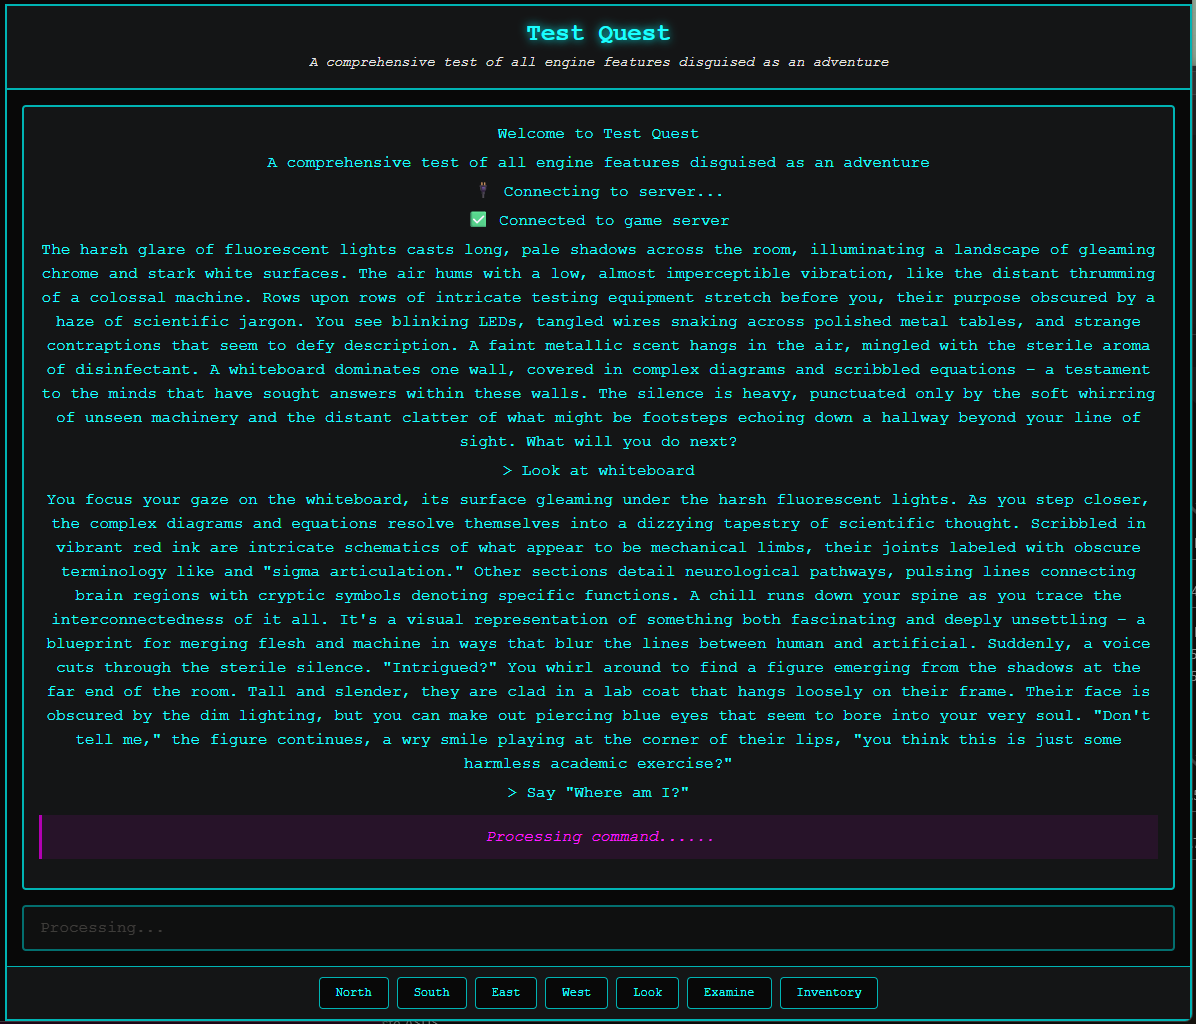 Test Quest
A comprehensive test of all engine features disguised as an adventure
Welcome to Test Quest
A comprehensive test of all engine features disguised as an adventure
Connecting to server...
Connected to game server
The harsh glare of fluorescent lights casts long, pale shadows across the room, illuminating a landscape of gleaming
chrome and stark white surfaces. The air hums with a low, almost imperceptible vibration, like the distant thrumming
of a colossal machine. Rows upon rows of intricate testing equipment stretch before you, their purpose obscured by a
haze of scientific jargon. You see blinking LEDs, tangled wires snaking across polished metal tables, and strange
contraptions that seem to defy description. A faint metallic scent hangs in the air, mingled with the sterile aroma
of disinfectant. A whiteboard dominates one wall, covered in complex diagrams and scribbled equations – a testament
to the minds that have sought answers within these walls. The silence is heavy, punctuated only by the soft whirring
of unseen machinery and the distant clatter of what might be footsteps echoing down a hallway beyond your line of
sight. What will you do next?
> Look at whiteboard
You focus your gaze on the whiteboard, its surface gleaming under the harsh fluorescent lights. As you step closer,
the complex diagrams and equations resolve themselves into a dizzying tapestry of scientific thought. Scribbled in
vibrant red ink are intricate schematics of what appear to be mechanical limbs, their joints labeled with obscure
terminology like and "sigma articulation." Other sections detail neurological pathways, pulsing lines connecting
brain regions with cryptic symbols denoting specific functions. A chill runs down your spine as you trace the
interconnectedness of it all. It's a visual representation of something both fascinating and deeply unsettling – a
blueprint for merging flesh and machine in ways that blur the lines between human and artificial. Suddenly, a voice
cuts through the sterile silence. "Intrigued?" You whirl around to find a figure emerging from the shadows at the
far end of the room. Tall and slender, they are clad in a lab coat that hangs loosely on their frame. Their face is
obscured by the dim lighting, but you can make out piercing blue eyes that seem to bore into your very soul. "Don't
tell me," the figure continues, a wry smile playing at the corner of their lips, "you think this is just some
harmless academic exercise?"
> Say "Where am I?"
Processing command......
Processing...
North South East West Look Examine Inventory